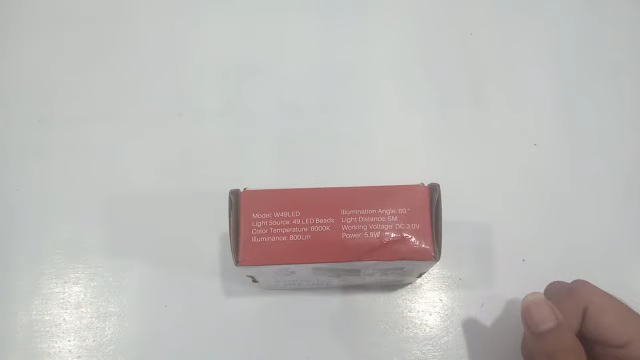 Model: W49LED
Light Source: 49 LED Beads
Color Temperature: 6000K
Illuminance: 800Lm
Illumination Angle: 60°
Light Distance: 5M
Working Voltage: DC 3.0V
Power: 5.8W